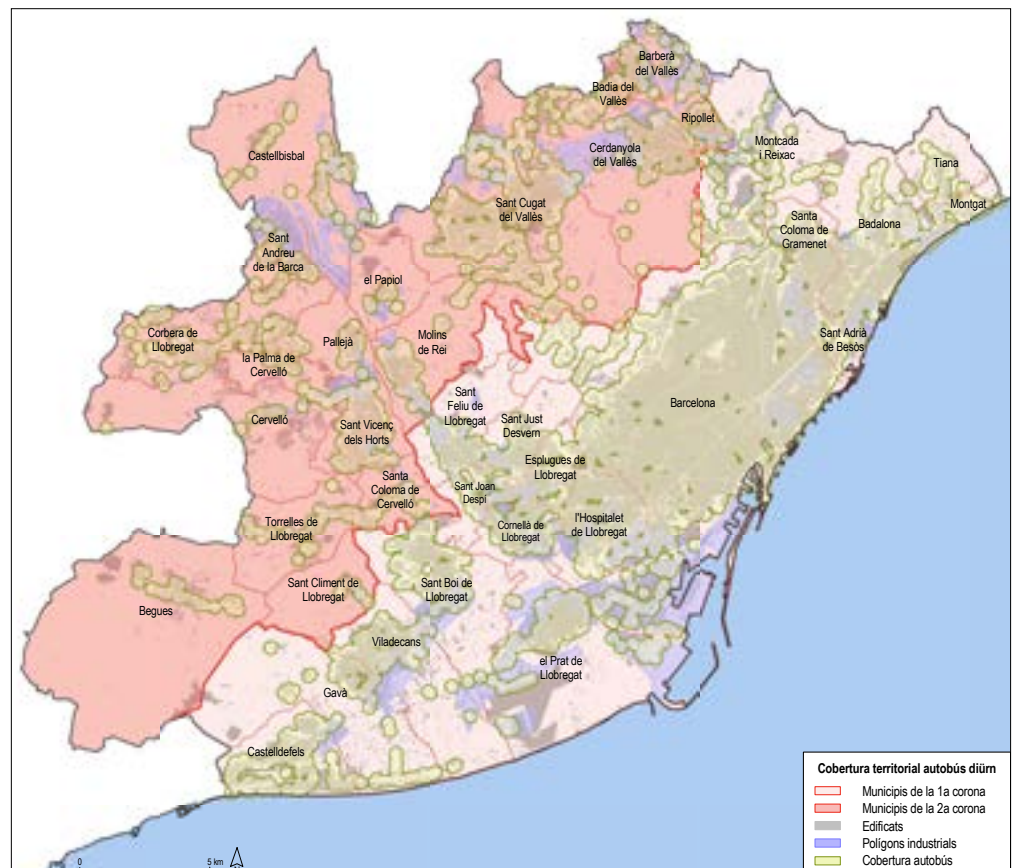 Barberà
del Vallès
Badia del
Vallès
Ripollet
Montcada
i Reixac
Cerdanyola
del Vallès
Castellbisbal
Tiana
Montgat
Sant Cugat
del Vallès
Santa
Coloma de
Gramenet
Badalona
Sant
Andreu
de la Barca
el Papiol
Corbera de
Llobregat
la Palma de
Cervelló
Pallejà
Molins
de Rei
Sant Adrià
de Besòs
Barcelona
Sant
Feliu de
Llobregat
Sant Just
Desvern
Cervelló
Sant Vicenç
dels Horts
Esplugues de
Llobregat
Santa
Coloma de
Cervelló
Sant Joan
Despí
Torrelles de
Llobregat
Cornellà de
Llobregat
l'Hospitalet
de Llobregat
Begues
Sant Climent de
Llobregat
Sant Boi de
Llobregat
Viladecans
el Prat de
Llobregat
Gavà
Castelldefels
Cobertura territorial autobús diürn
Municipis de la 1a corona
Municipis de la 2a corona
Edificats
Polígons industrials
Cobertura autobús
0 5 km